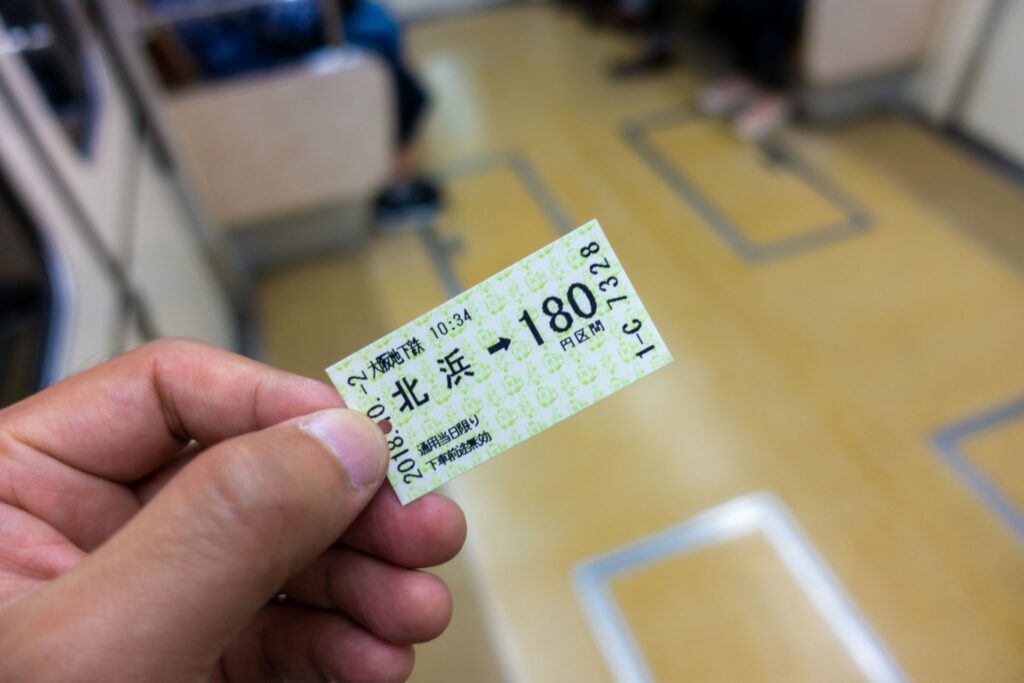 2018.10.-2
大阪地下鉄 10:34
北浜➡180
円区間
通用当日限り
下車前途無効
1-C 7328